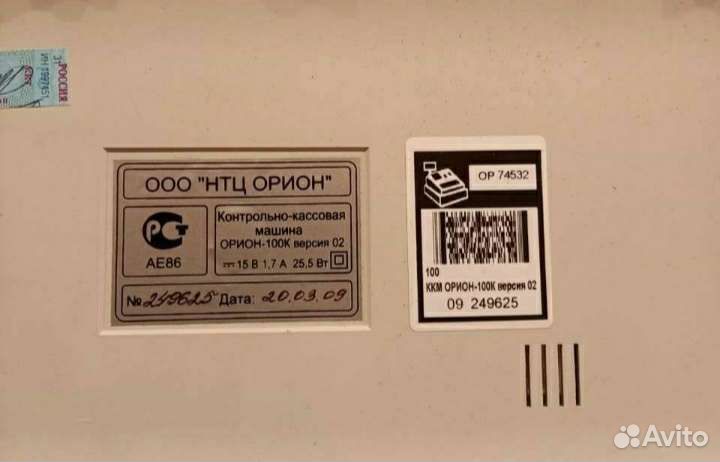 РОССИЯ
ООО "НТЦ ОРИОН"
РСТ
АЕ86
Контрольно-кассовая
машина
ОРИОН-100К версия 02
15 В 1,7 А 25,5 Вт
№ 249625 Дата: 20.03.09
ОР 74532
100
ККМ ОРИОН-100К версия 02
09 249625
Avito